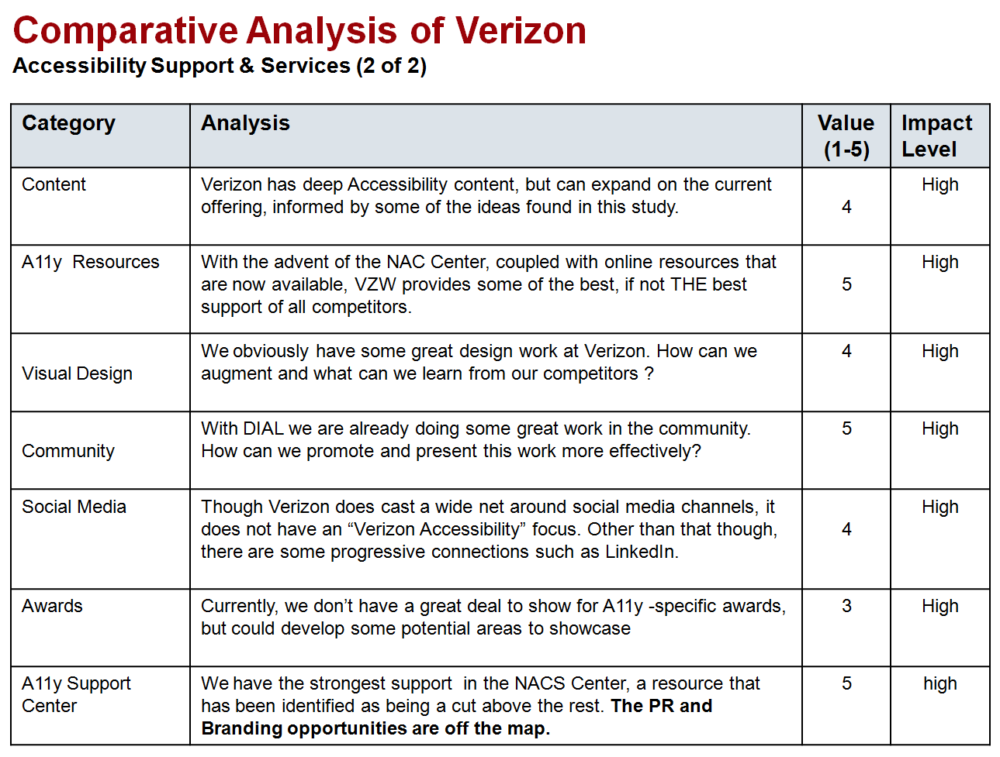 Comparative Analysis of Verizon
Accessibility Support & Services (2 of 2)
Category
Analysis
Value
(1-5)
Impact
Level
Content
Verizon has deep Accessibility content, but can expand on the current
offering, informed by some of the ideas found in this study.
4
High
A11y  Resources
With the advent of the NAC Center, coupled with online resources that
are now available, VZW provides some of the best, if not THE best
support of all competitors.
5
High
Visual Design
We obviously have some great design work at Verizon. How can we
augment and what can we learn from our competitors ?
4
High
Community
With DIAL we are already doing some great work in the community.
How can we promote and present this work more effectively?
5
High
Social Media
Though Verizon does cast a wide net around social media channels, it
does not have an “Verizon Accessibility” focus. Other than that though,
there are some progressive connections such as LinkedIn.
4
High
Awards
Currently, we don’t have a great deal to show for A11y -specific awards,
but could develop some potential areas to showcase
3
High
A11y Support
Center
We have the strongest support  in the NACS Center, a resource that
has been identified as being a cut above the rest. The PR and
Branding opportunities are off the map.
5
high